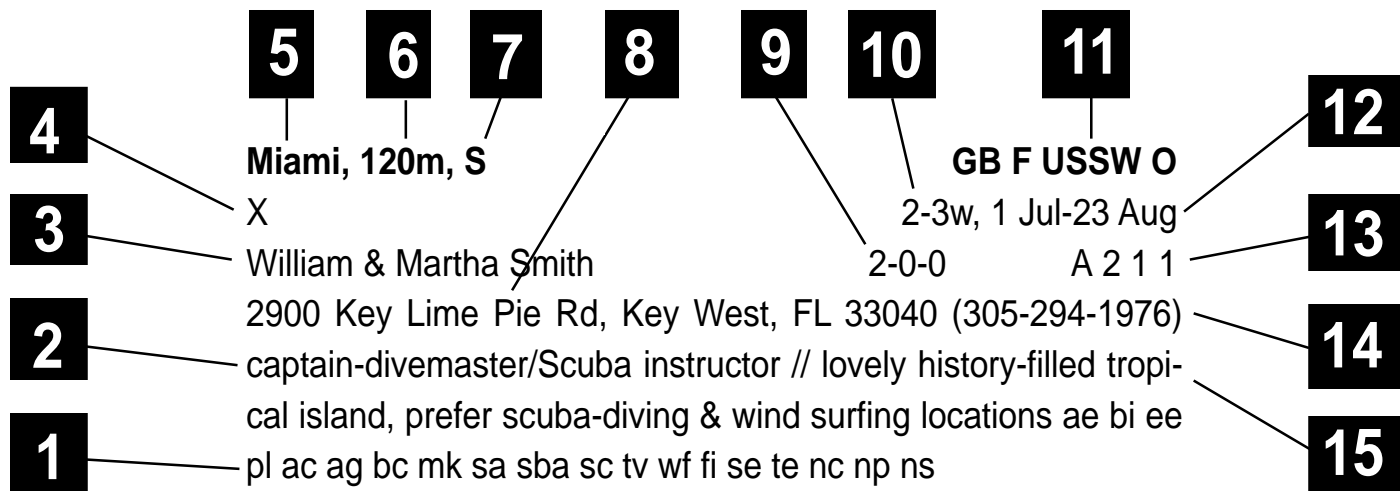 5 6 7 8 9 10 11
4 12
Miami, 120m, S GB F USSW O
X 2-3w, 1 Jul-23 Aug
3 13
William & Martha Smith 2-0-0 A 2 1 1
2900 Key Lime Pie Rd, Key West, FL 33040 (305-294-1976)
2 14
captain-divemaster/Scuba instructor // lovely history-filled tropi-
cal island, prefer scuba-diving & wind surfing locations ae bi ee
1 15
pl ac ag bc mk sa sba sc tv wf fi se te nc np ns